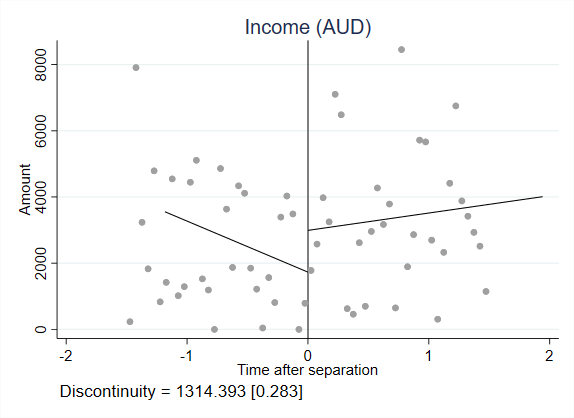 Income (AUD)
8000
6000
4000
2000
0
Amount
-2 -1 0 1 2
Time after separation
Discontinuity = 1314.393 [0.283]